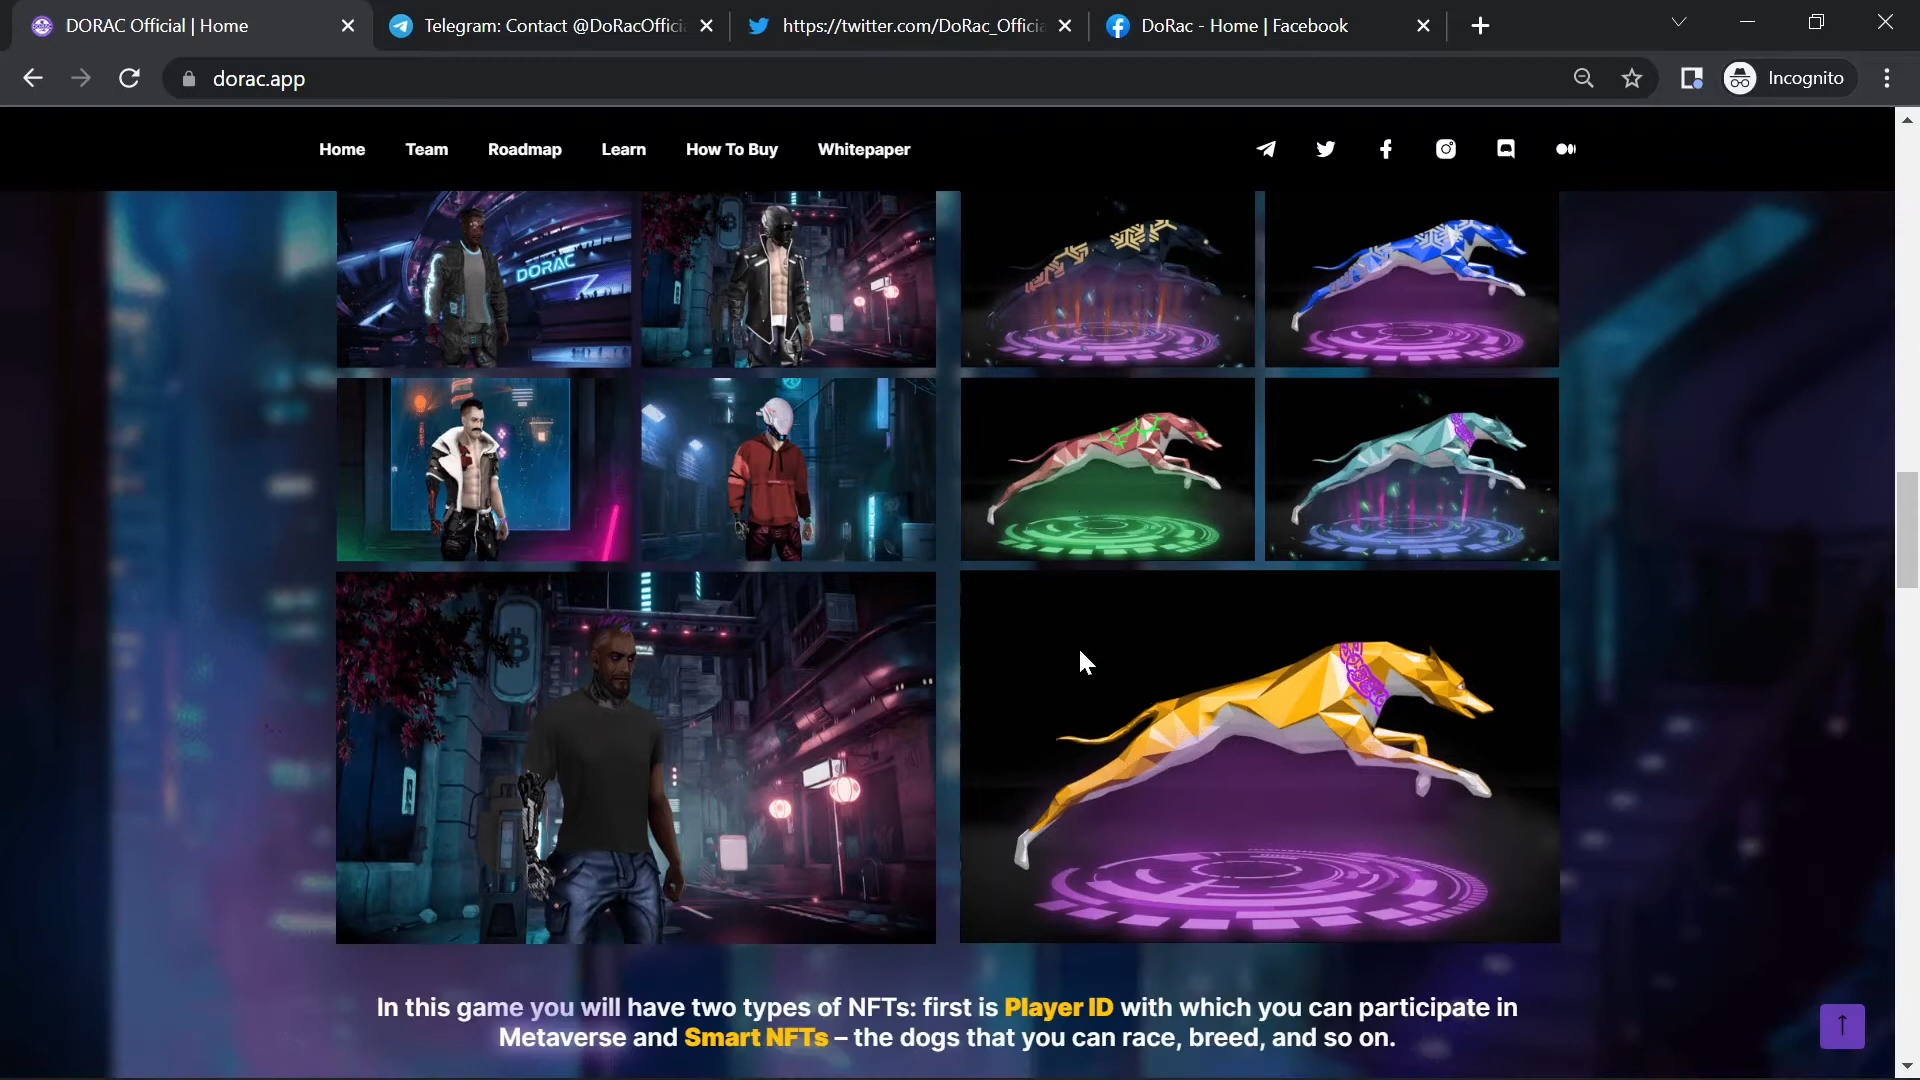 DORAC Official | Home
Telegram: Contact @DoRacOffici
https://twitter.com/DoRac_Officia
DoRac - Home | Facebook
dorac.app
Incognito
Home
Team
Roadmap
Learn
How To Buy
Whitepaper
DORAC
In this game you will have two types of NFTs: first is Player ID with which you can participate in
Metaverse and Smart NFTs – the dogs that you can race, breed, and so on.